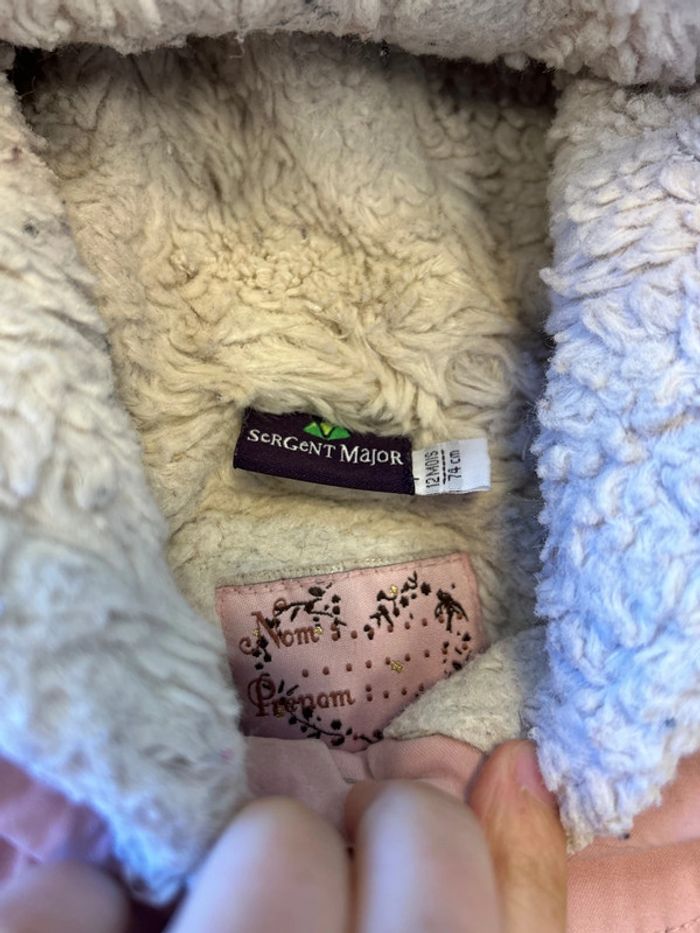 SerGeNT MaJor
12 MOIS
74 cm
Nom : . . . . . .
. . . . . . . .
Prénom : . . . .